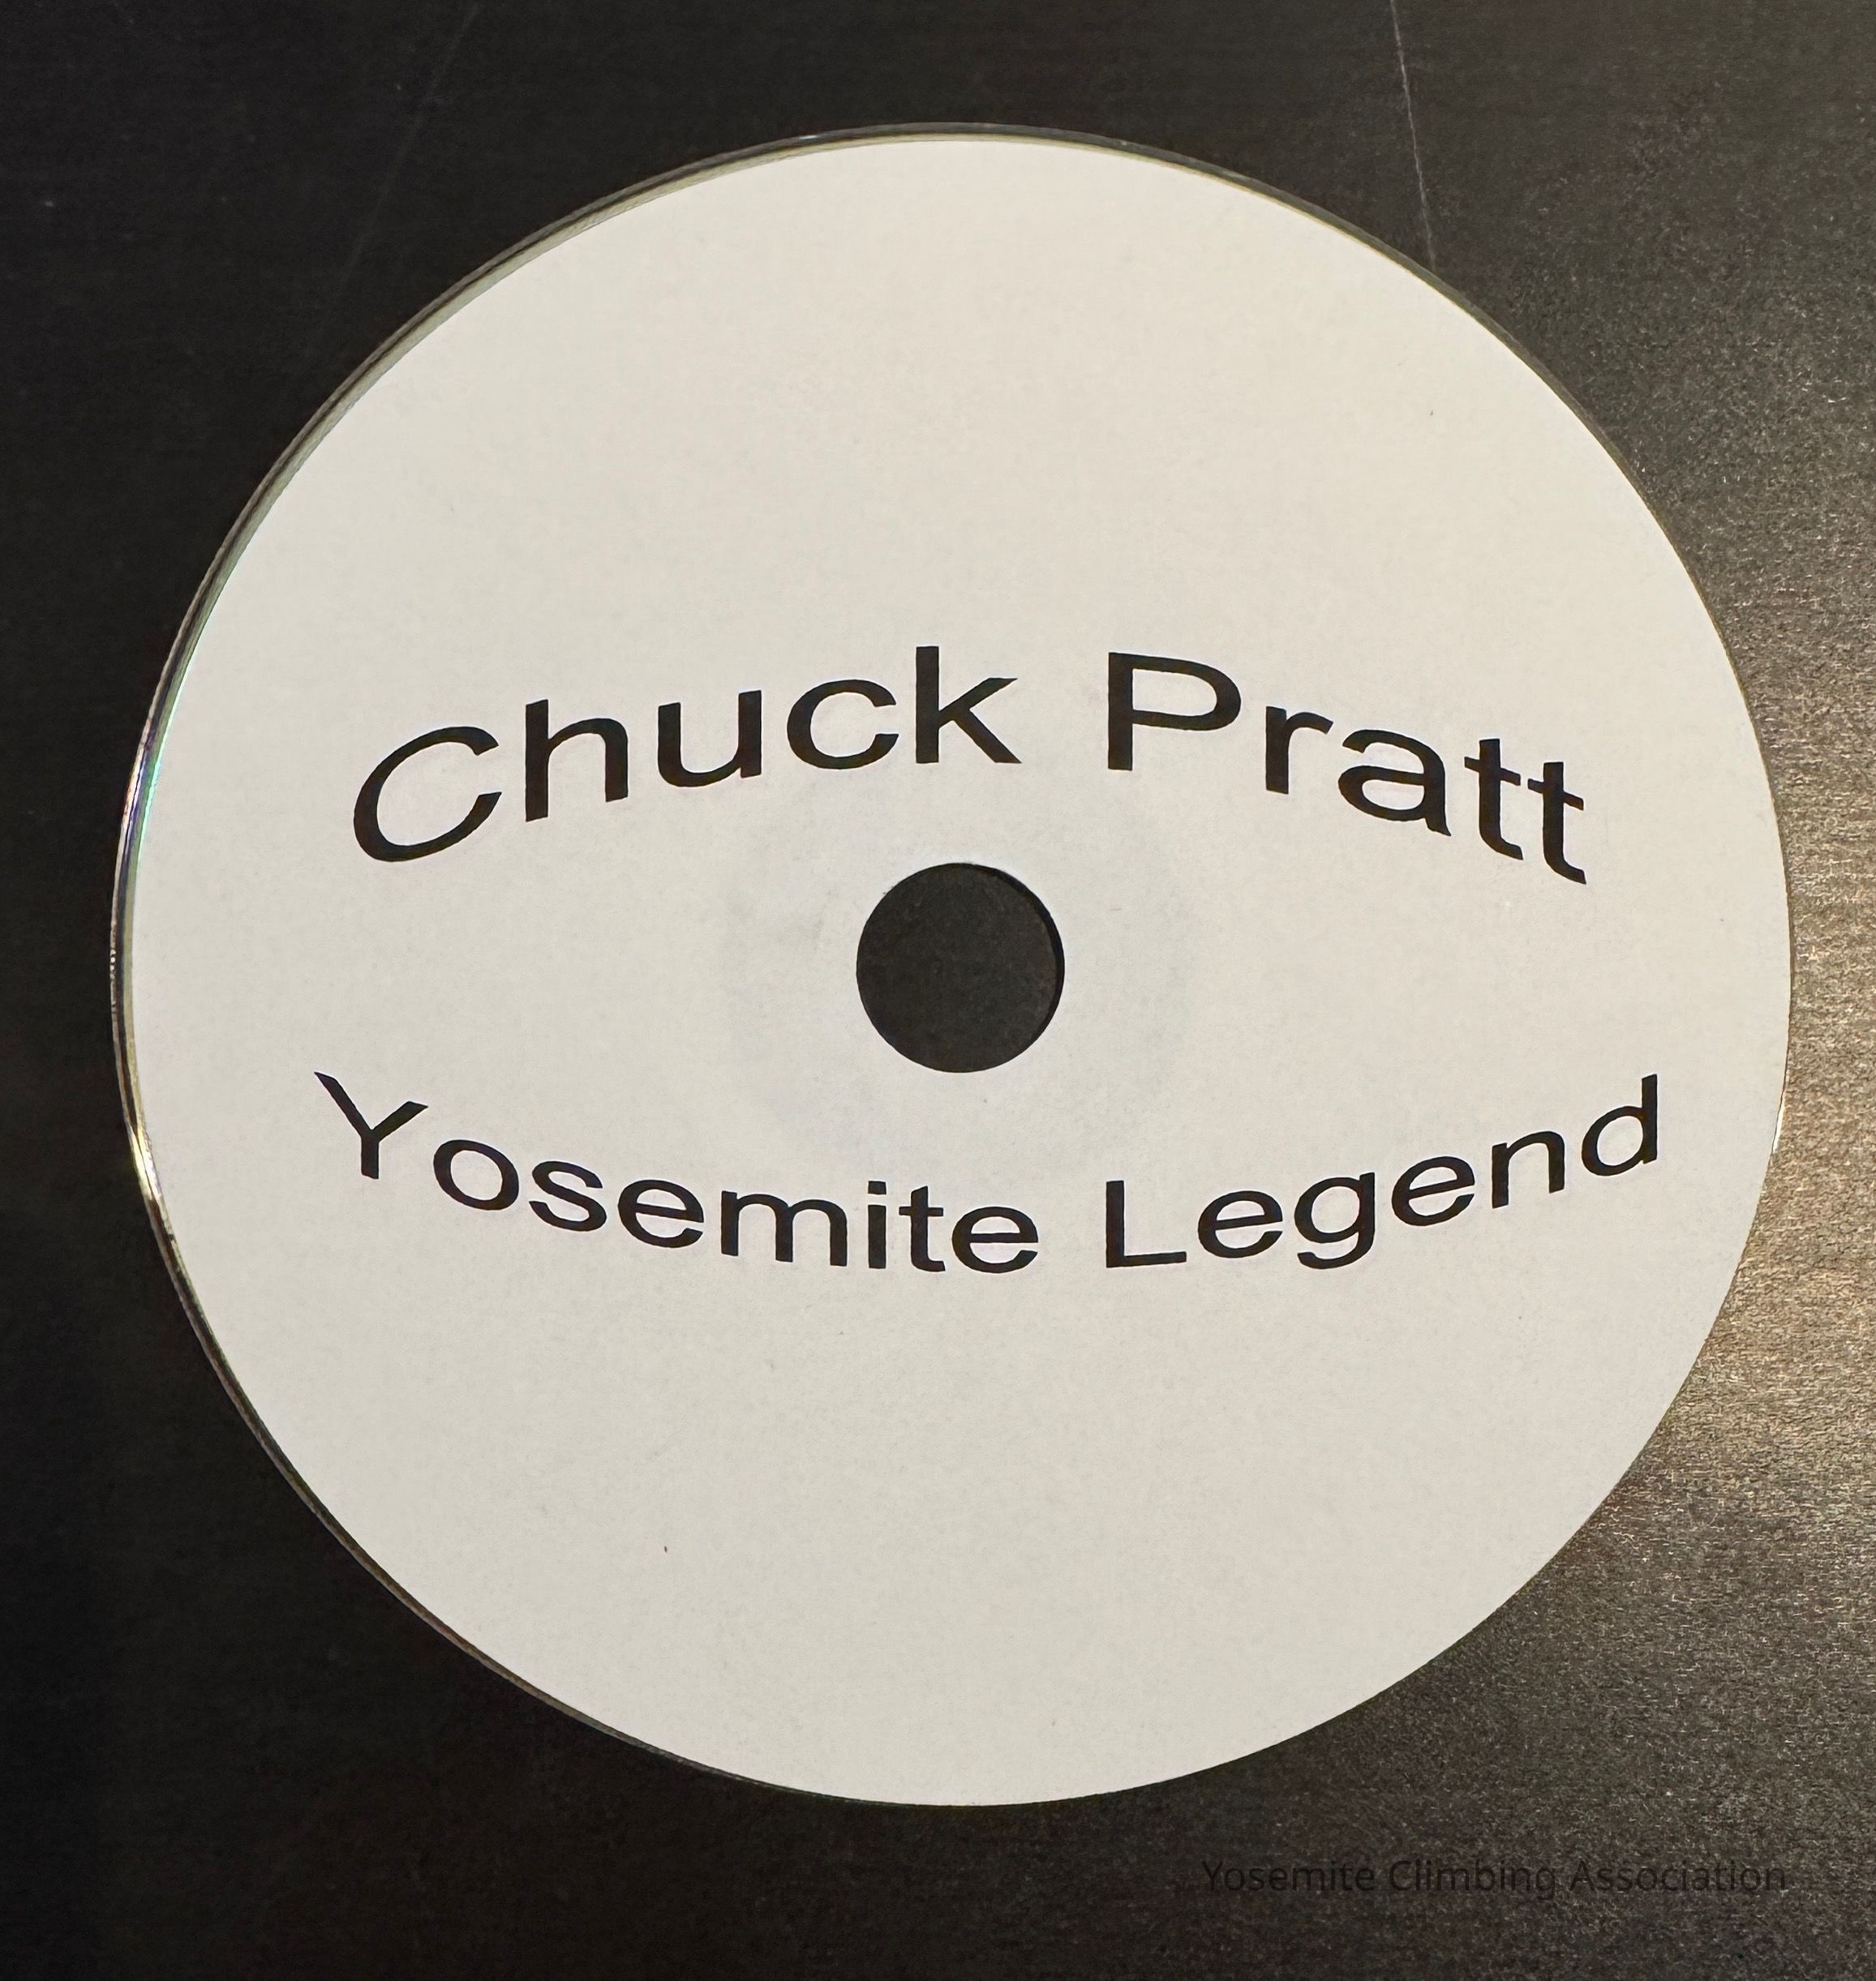 Chuck Pratt
Yosemite Legend
Yosemite Climbing Association